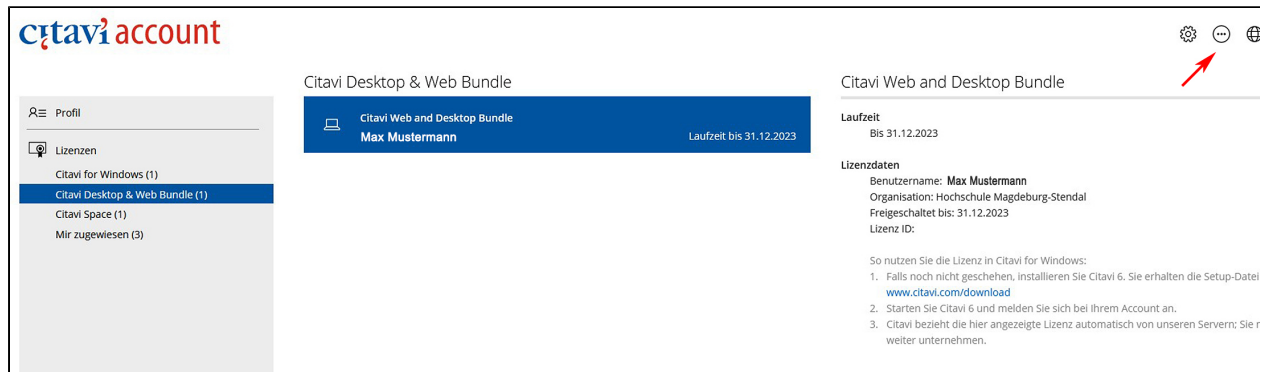 citavi account
Profil
Lizenzen
Citavi for Windows (1)
Citavi Desktop & Web Bundle (1)
Citavi Space (1)
Mir zugewiesen (3)
Citavi Desktop & Web Bundle
Citavi Web and Desktop Bundle
Max Mustermann
Laufzeit bis 31.12.2023
Citavi Web and Desktop Bundle
Laufzeit
Bis 31.12.2023
Lizenzdaten
Benutzername: Max Mustermann
Organisation: Hochschule Magdeburg-Stendal
Freigeschaltet bis: 31.12.2023
Lizenz ID:
So nutzen Sie die Lizenz in Citavi for Windows:
1. Falls noch nicht geschehen, installieren Sie Citavi 6. Sie erhalten die Setup-Datei
www.citavi.com/download
2. Starten Sie Citavi 6 und melden Sie sich bei Ihrem Account an.
3. Citavi bezieht die hier angezeigte Lizenz automatisch von unseren Servern; Sie
weiter unternehmen.